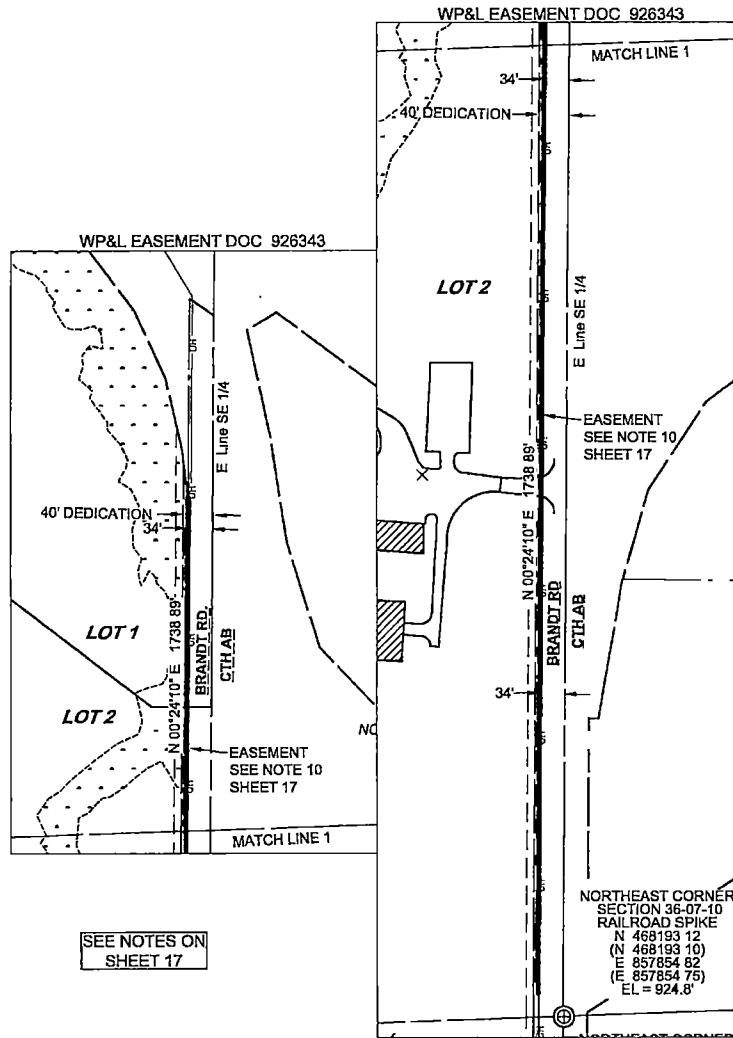 WP&L EASEMENT DOC 926343
MATCH LINE 1
34'
40' DEDICATION
LOT 2
E Line SE 1/4
EASEMENT
SEE NOTE 10
SHEET 17
N 00°24'10" E 1738 89'
BRANDT RD
CTH AB
34'
NORTHEAST CORNER
SECTION 36-07-10
RAILROAD SPIKE
N 468193 12
(N 468193 10)
E 857854 82
(E 857854 75)
EL = 924.8'
NORTHEAST CORNER
WP&L EASEMENT DOC 926343
E Line SE 1/4
40' DEDICATION
34'
LOT 1
N 00°24'10" E 1738 89'
BRANDT RD
CTH AB
LOT 2
NO
EASEMENT
SEE NOTE 10
SHEET 17
MATCH LINE 1
SEE NOTES ON
SHEET 17